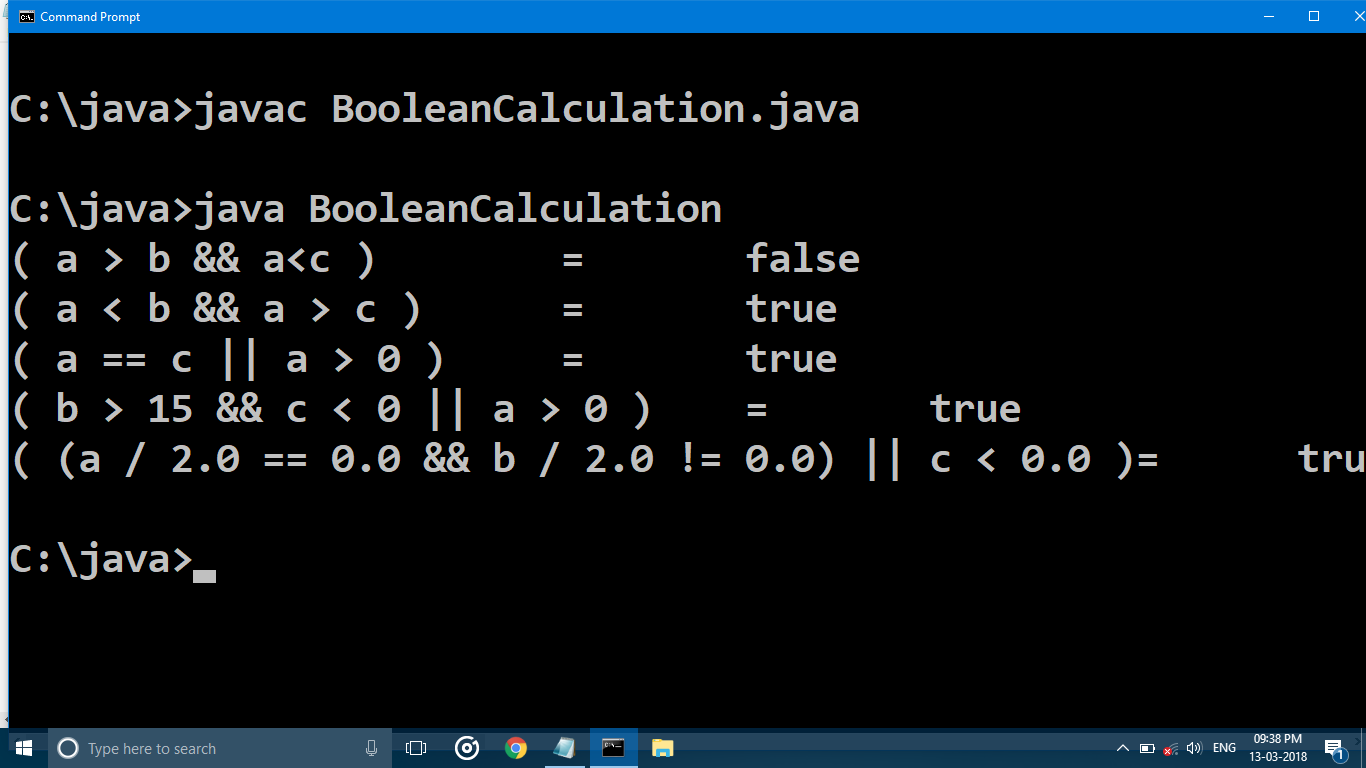 Command Prompt
C:\java>javac BooleanCalculation.java
C:\java>java BooleanCalculation
( a > b && a<c ) = false
( a < b && a > c ) = true
( a == c || a > 0 ) = true
( b > 15 && c < 0 || a > 0 ) = true
( (a / 2.0 == 0.0 && b / 2.0 != 0.0) || c < 0.0 )= tru
C:\java>
Type here to search
ENG
09:38 PM
13-03-2018
1